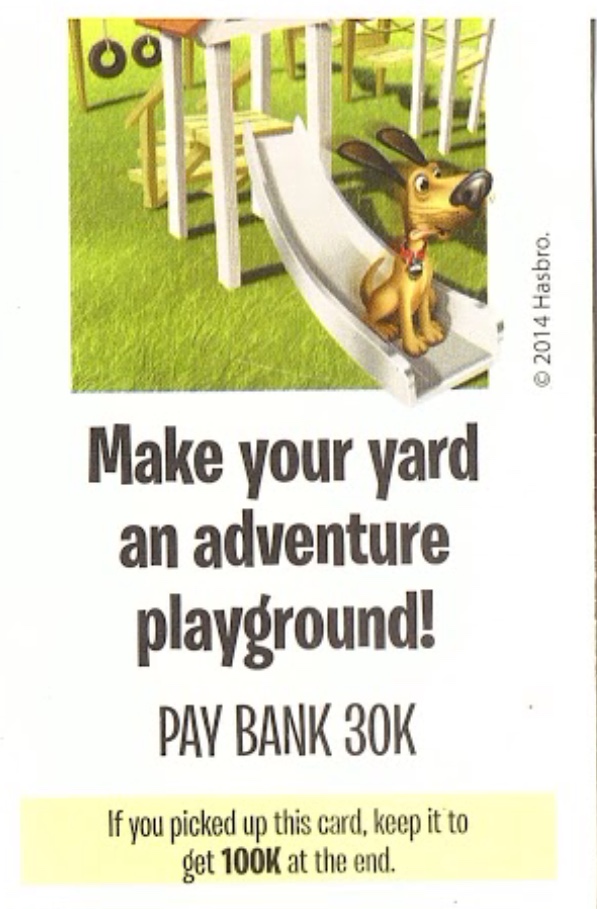 © 2014 Hasbro.
Make your yard
an adventure
playground!
PAY BANK 30K
If you picked up this card, keep it to
get 100K at the end.